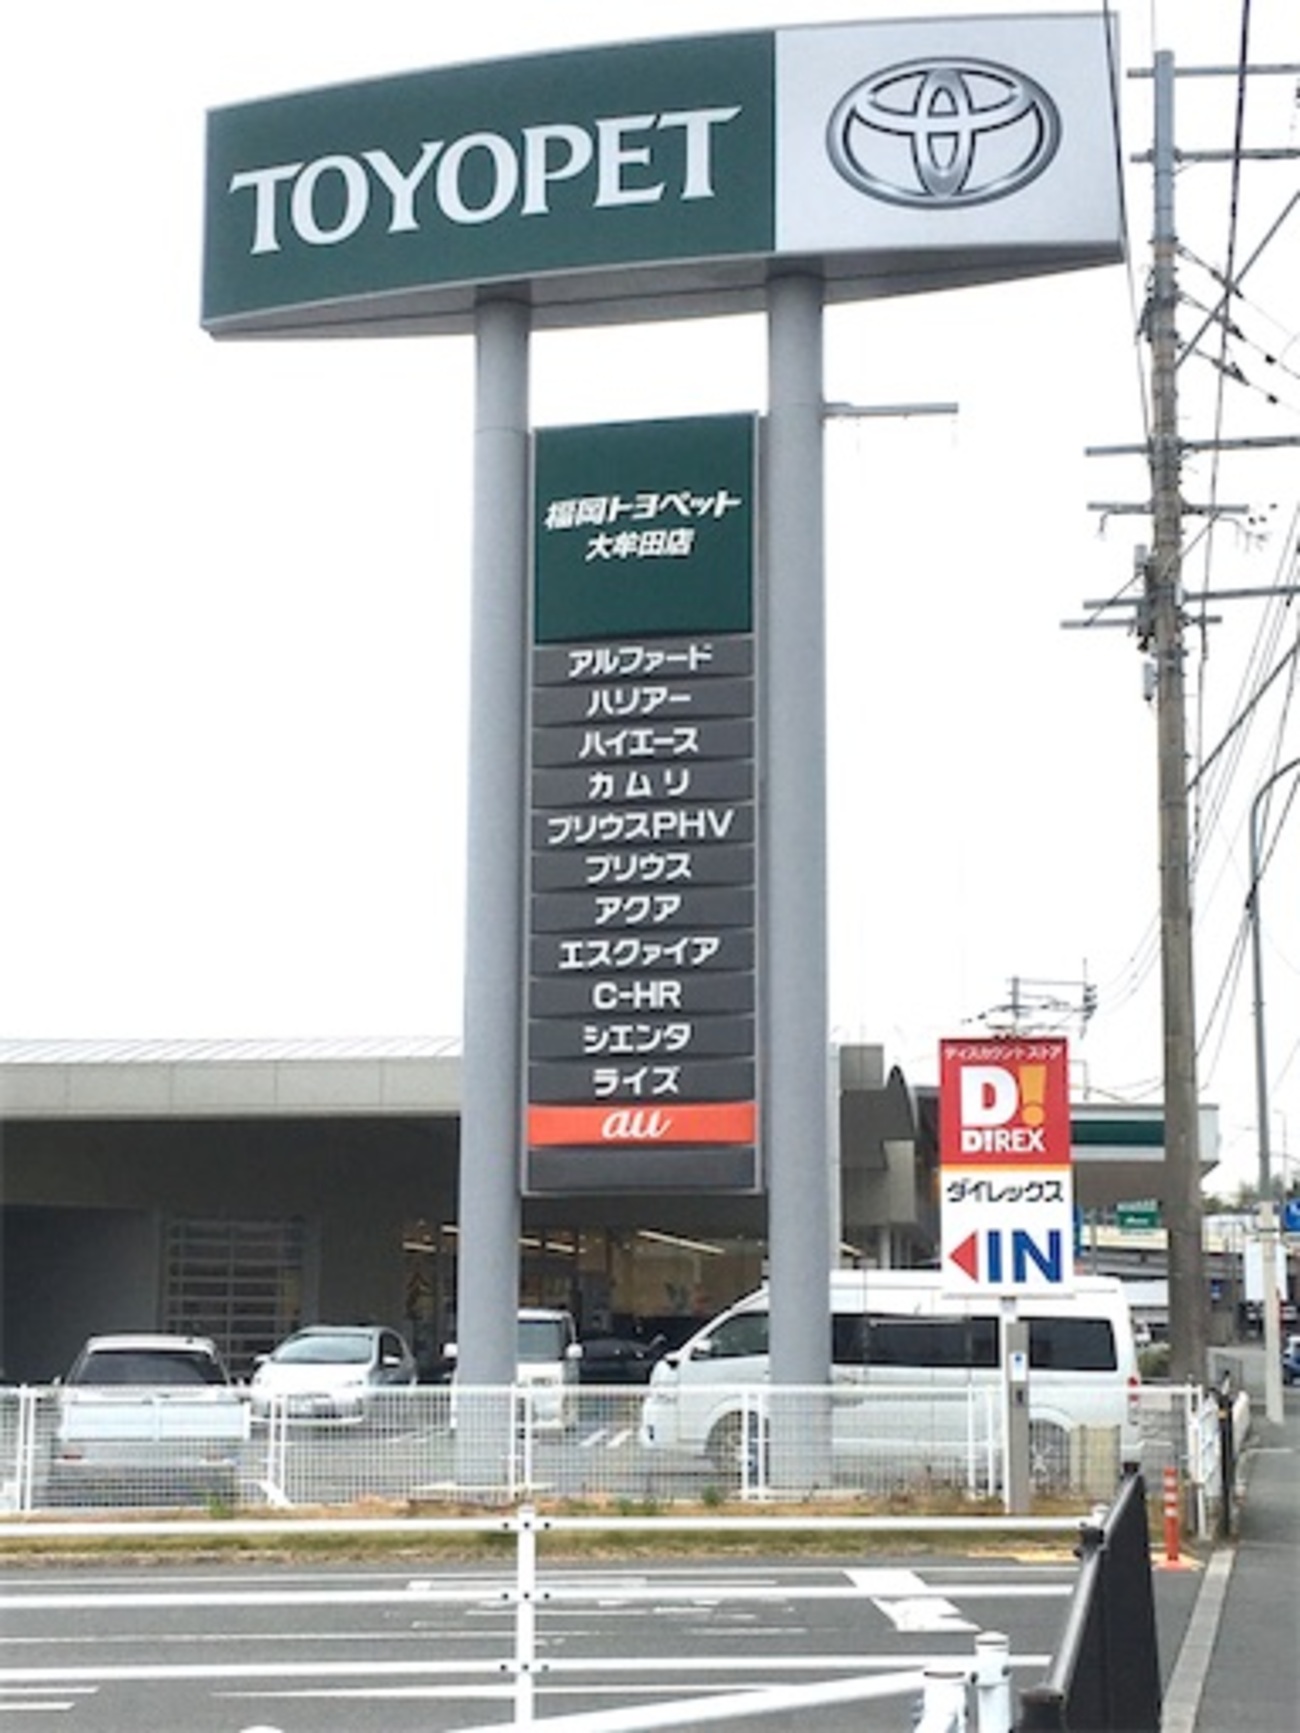 TOYOPET
福岡トヨペット
大牟田店
アルファード
ハリアー
ハイエース
カムリ
プリウスPHV
プリウス
アクア
エスクァイア
C-HR
シエンタ
ライズ
au
ディスカウントストア
D!
D!REX
ダイレックス
IN